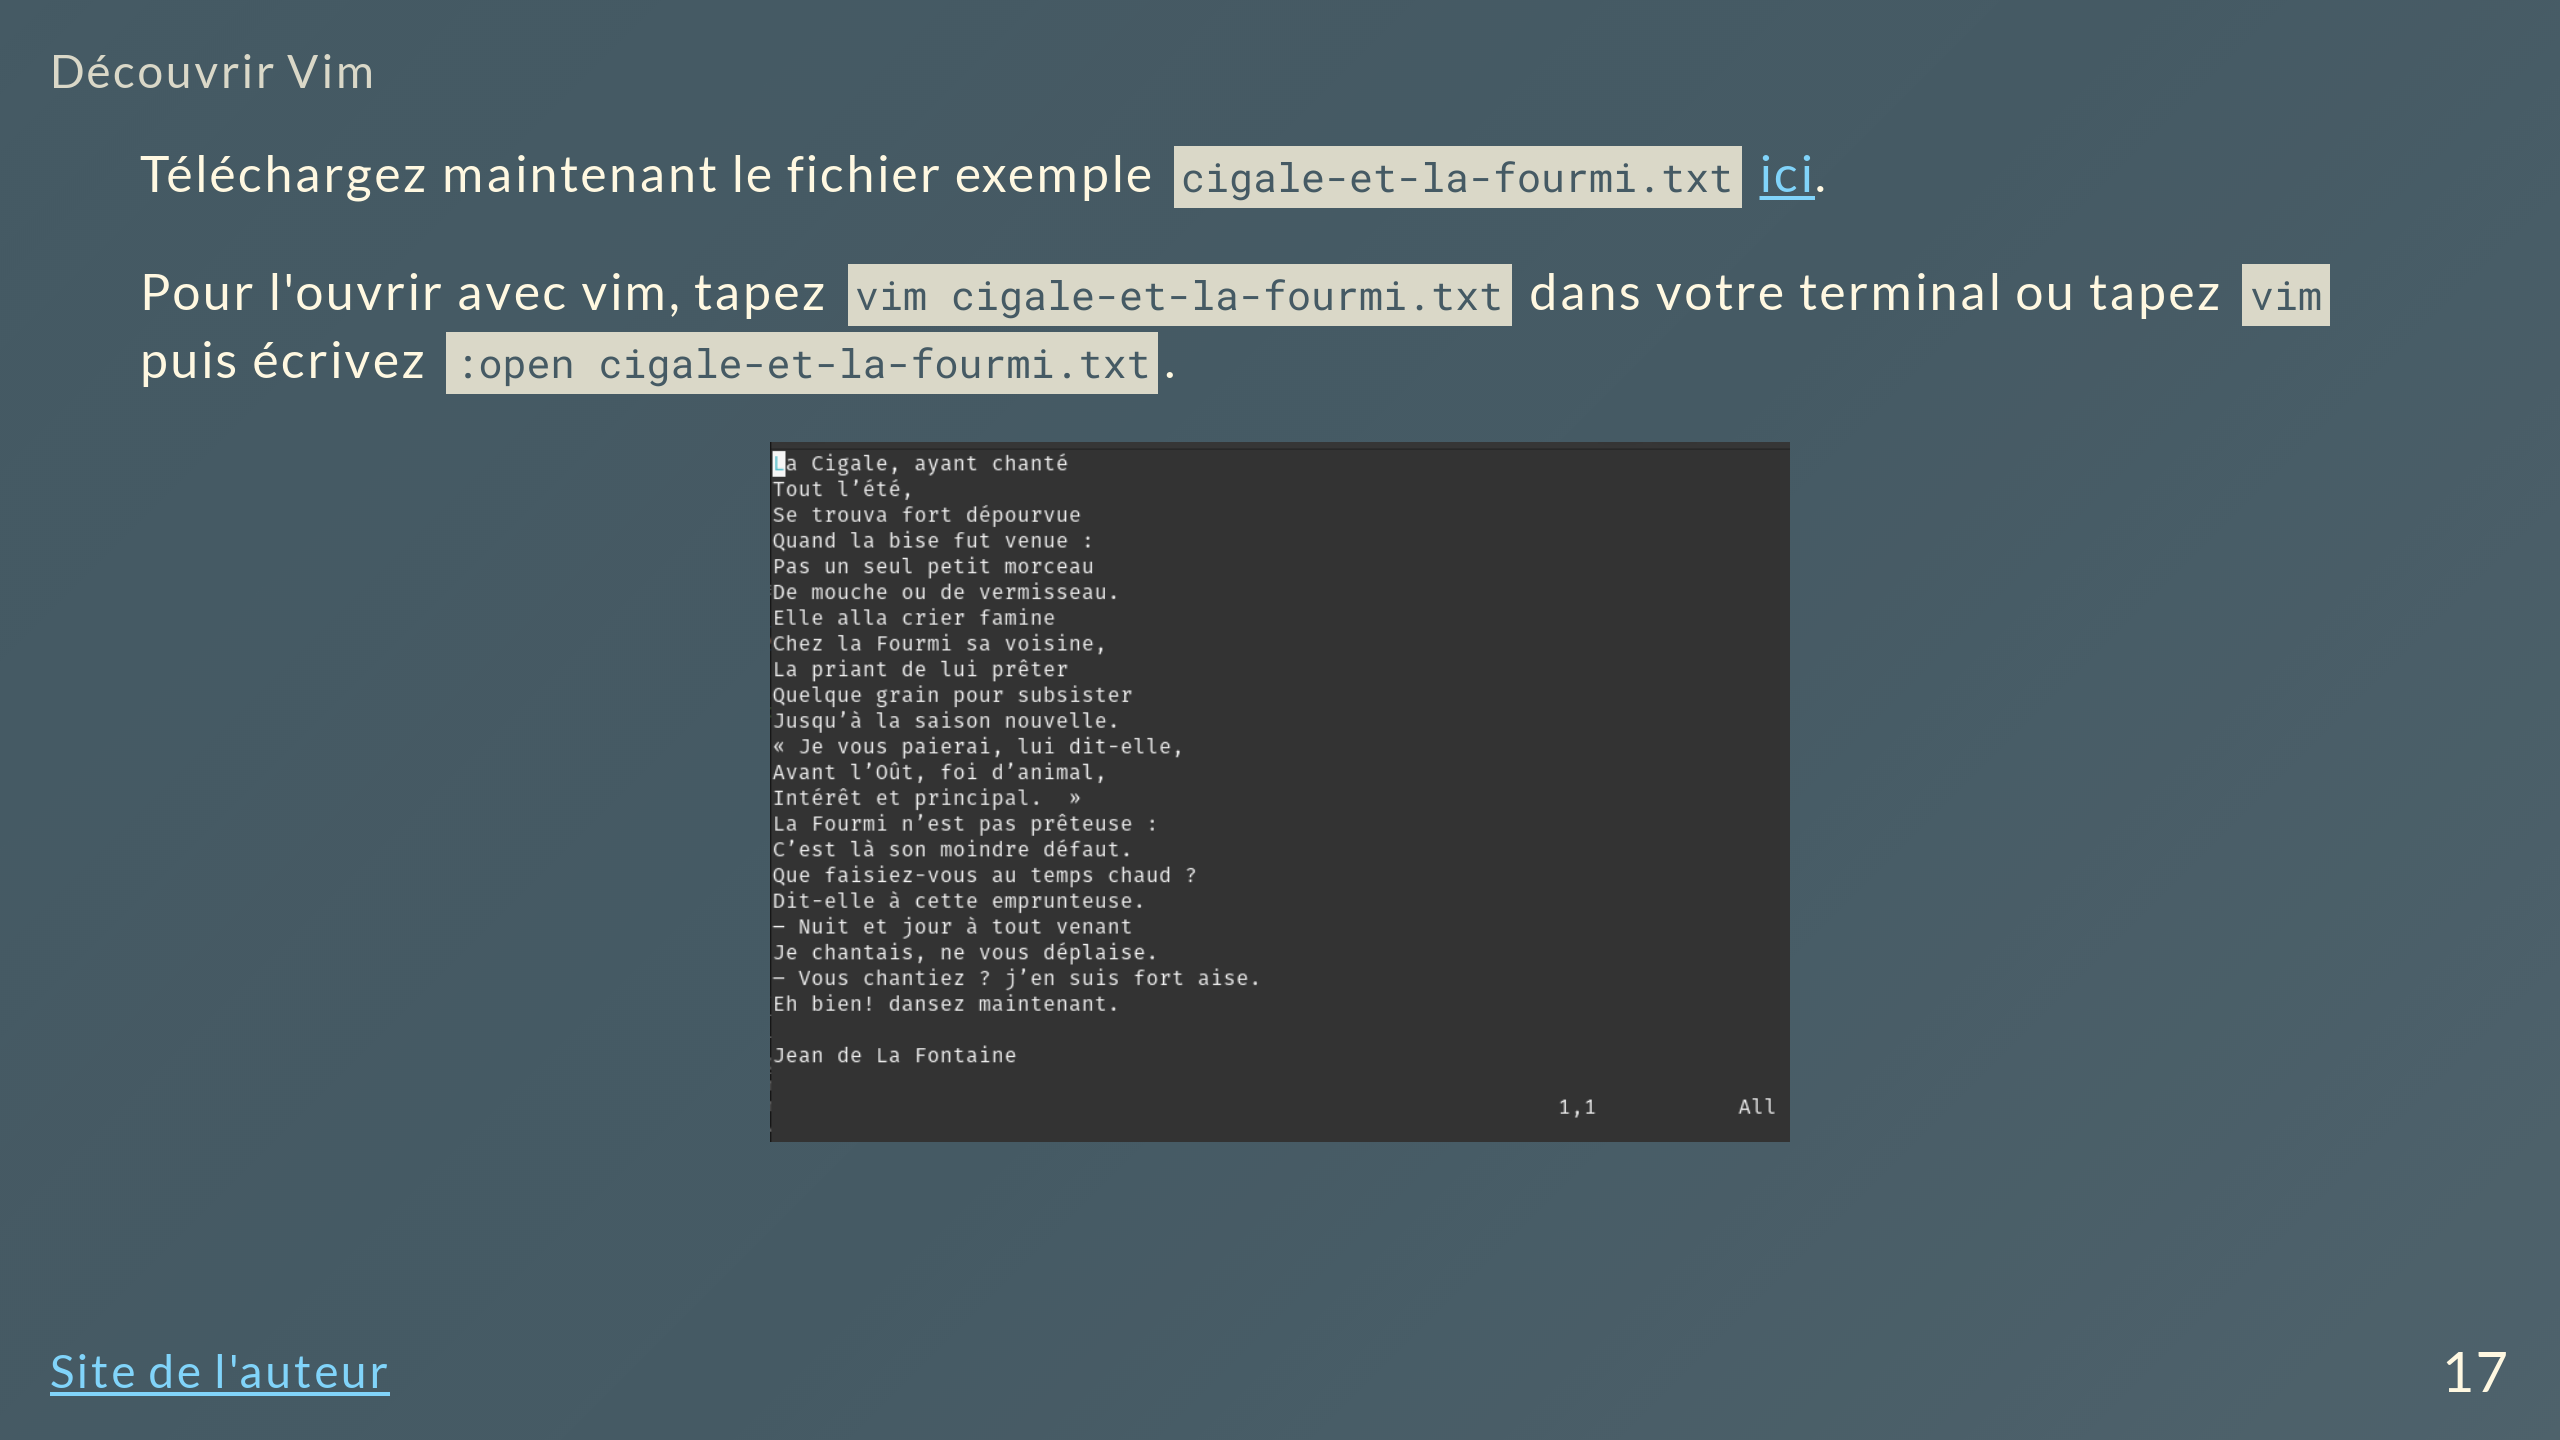 Découvrir Vim
Téléchargez maintenant le fichier exemple cigale-et-la-fourmi.txt ici.
Pour l'ouvrir avec vim, tapez vim cigale-et-la-fourmi.txt dans votre terminal ou tapez vim
puis écrivez :open cigale-et-la-fourmi.txt.
La Cigale, ayant chanté
Tout l’été,
Se trouva fort dépourvue
Quand la bise fut venue :
Pas un seul petit morceau
De mouche ou de vermisseau.
Elle alla crier famine
Chez la Fourmi sa voisine,
La priant de lui prêter
Quelque grain pour subsister
Jusqu’à la saison nouvelle.
« Je vous paierai, lui dit-elle,
Avant l’Oût, foi d’animal,
Intérêt et principal.  »
La Fourmi n’est pas prêteuse :
C’est là son moindre défaut.
Que faisiez-vous au temps chaud ?
Dit-elle à cette emprunteuse.
— Nuit et jour à tout venant
Je chantais, ne vous déplaise.
— Vous chantiez ? j’en suis fort aise.
Eh bien! dansez maintenant.
Jean de La Fontaine
1,1 All
Site de l'auteur
17